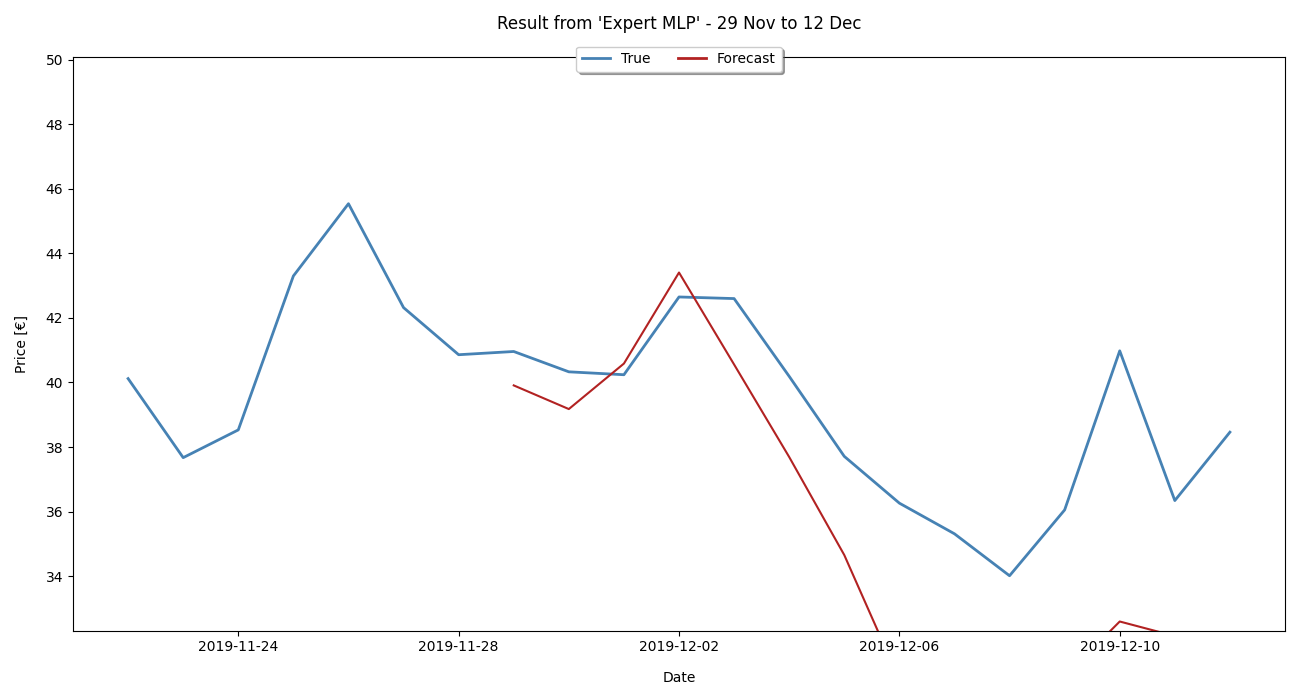 Result from 'Expert MLP' - 29 Nov to 12 Dec
True Forecast
50
48
46
44
42
40
38
36
34
Price [€]
2019-11-24 2019-11-28 2019-12-02 2019-12-06 2019-12-10
Date